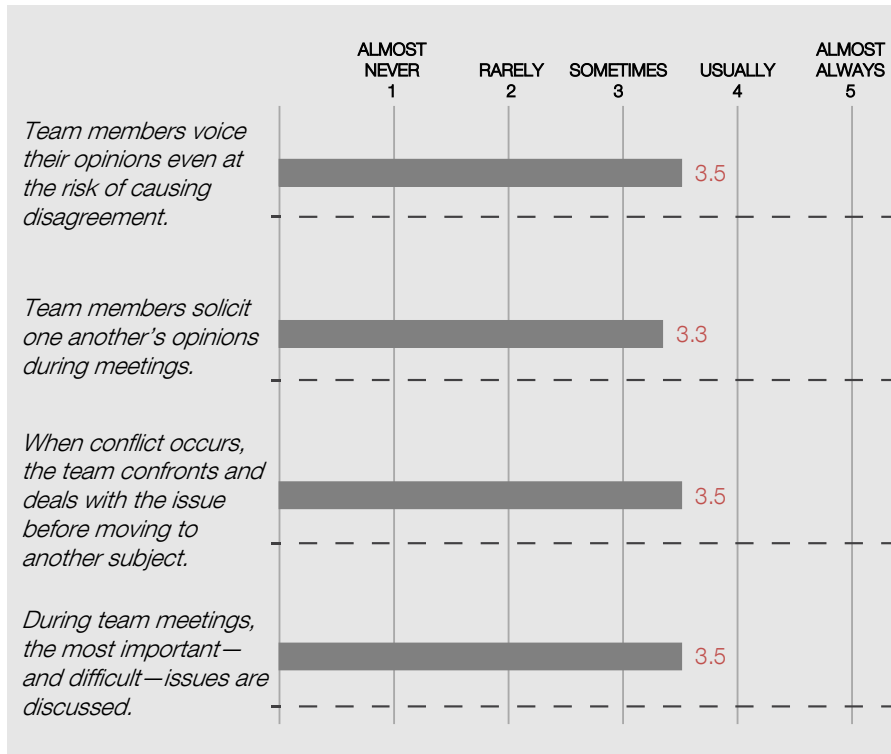 ALMOST NEVER 1
RARELY 2
SOMETIMES 3
USUALLY 4
ALMOST ALWAYS 5
Team members voice
their opinions even at
the risk of causing
disagreement.
3.5
Team members solicit
one another’s opinions
during meetings.
3.3
When conflict occurs,
the team confronts and
deals with the issue
before moving to
another subject.
3.5
During team meetings,
the most important—
and difficult—issues are
discussed.
3.5